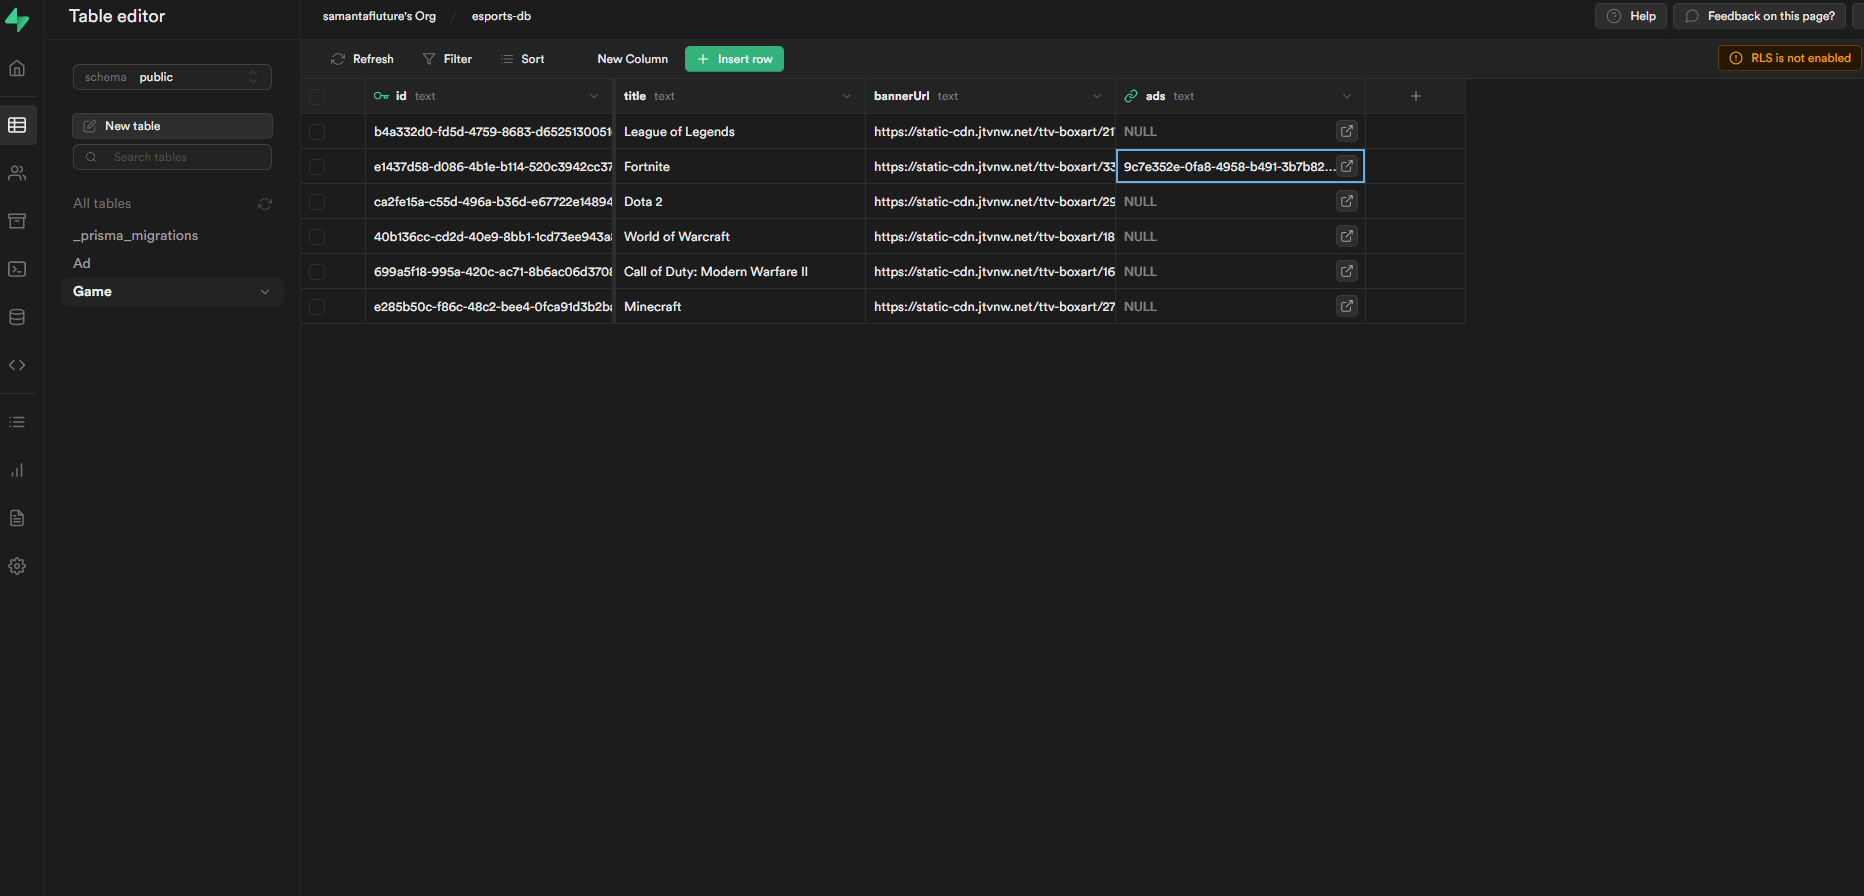 Table editor
samantafluture's Org / esports-db
Help
Feedback on this page?
schema public
Refresh
Filter
Sort
New Column
+ Insert row
RLS is not enabled
New table
Search tables
All tables
_prisma_migrations
Ad
Game
id text
title text
bannerUrl text
ads text
+
b4a332d0-fd5d-4759-8683-d6525130051 League of Legends https://static-cdn.jtvnw.net/ttv-boxart/21 NULL
e1437d58-d086-4b1e-b114-520c3942cc37 Fortnite https://static-cdn.jtvnw.net/ttv-boxart/33 9c7e352e-0fa8-4958-b491-3b7b82...
ca2fe15a-c55d-496a-b36d-e67722e14894 Dota 2 https://static-cdn.jtvnw.net/ttv-boxart/29 NULL
40b136cc-cd2d-40e9-8bb1-1cd73ee943a World of Warcraft https://static-cdn.jtvnw.net/ttv-boxart/18 NULL
699a5f18-995a-420c-ac71-8b6ac06d370 Call of Duty: Modern Warfare II https://static-cdn.jtvnw.net/ttv-boxart/16 NULL
e285b50c-f86c-48c2-bee4-0fca91d3b2b Minecraft https://static-cdn.jtvnw.net/ttv-boxart/27 NULL